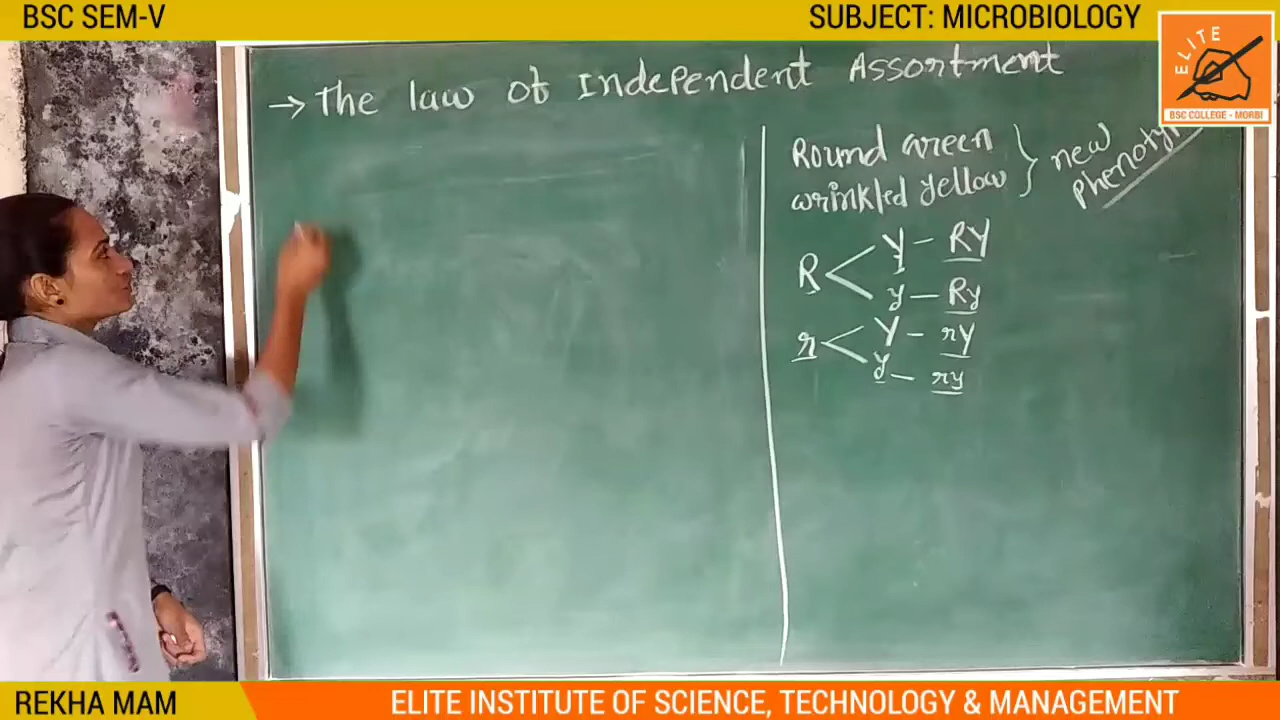 BSC SEM-V
SUBJECT: MICROBIOLOGY
ELITE
BSC COLLEGE - MORBI
→ The law of Independent Assortment
Round Green
wrinkled yellow } new
R < Y - RY
y - Ry
r < Y - rY
y - ry
REKHA MAM
ELITE INSTITUTE OF SCIENCE, TECHNOLOGY & MANAGEMENT